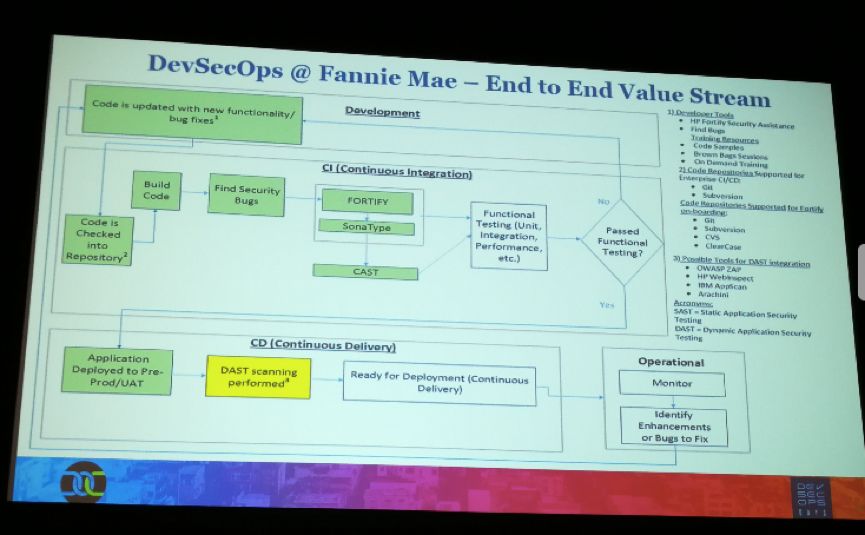 DevSecOps @ Fannie Mae – End to End Value Stream
Code is updated with new functionality/
bug fixes¹
Development
CI (Continuous Integration)
Build
Code
Find Security
Bugs
FORTIFY
SonaType
CAST
Code is
Checked
into
Repository²
Functional
Testing (Unit,
Integration,
Performance,
etc.)
No
Passed
Functional
Testing?
Yes
CD (Continuous Delivery)
Application
Deployed to Pre-
Prod/UAT
DAST scanning
performed³
Ready for Deployment (Continuous
Delivery)
Operational
Monitor
Identify
Enhancements
or Bugs to Fix
1) Developer Tools
• HP Fortify Security Assistance
• Find Bugs
Training Resources
• Code Samples
• Brown Bags Sessions
• On Demand Training
2) Code Repositories Supported for
Enterprise CI/CD:
• Git
• Subversion
Code Repositories Supported for Fortify
on-boarding:
• Git
• Subversion
• CVS
• ClearCase
3) Possible Tools for DAST integration
• OWASP ZAP
• HP WebInspect
• IBM AppScan
• Arachini
Acronyms:
SAST = Static Application Security
Testing
DAST = Dynamic Application Security
Testing
DEV
SEC
OPS